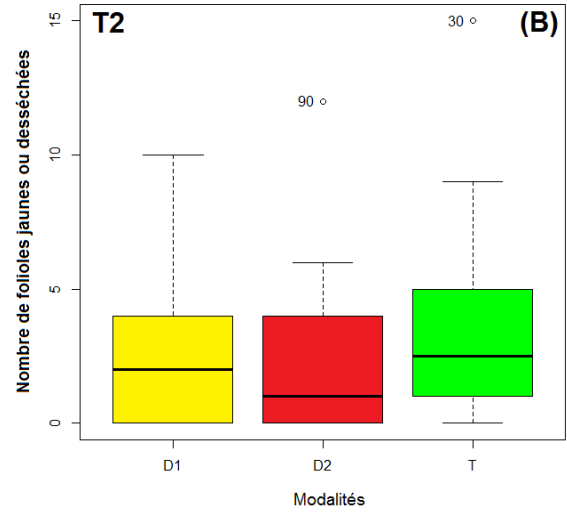 T2
(B)
Nombre de folioles jaunes ou desséchées
15
10
5
0
30
90
D1
D2
T
Modalités